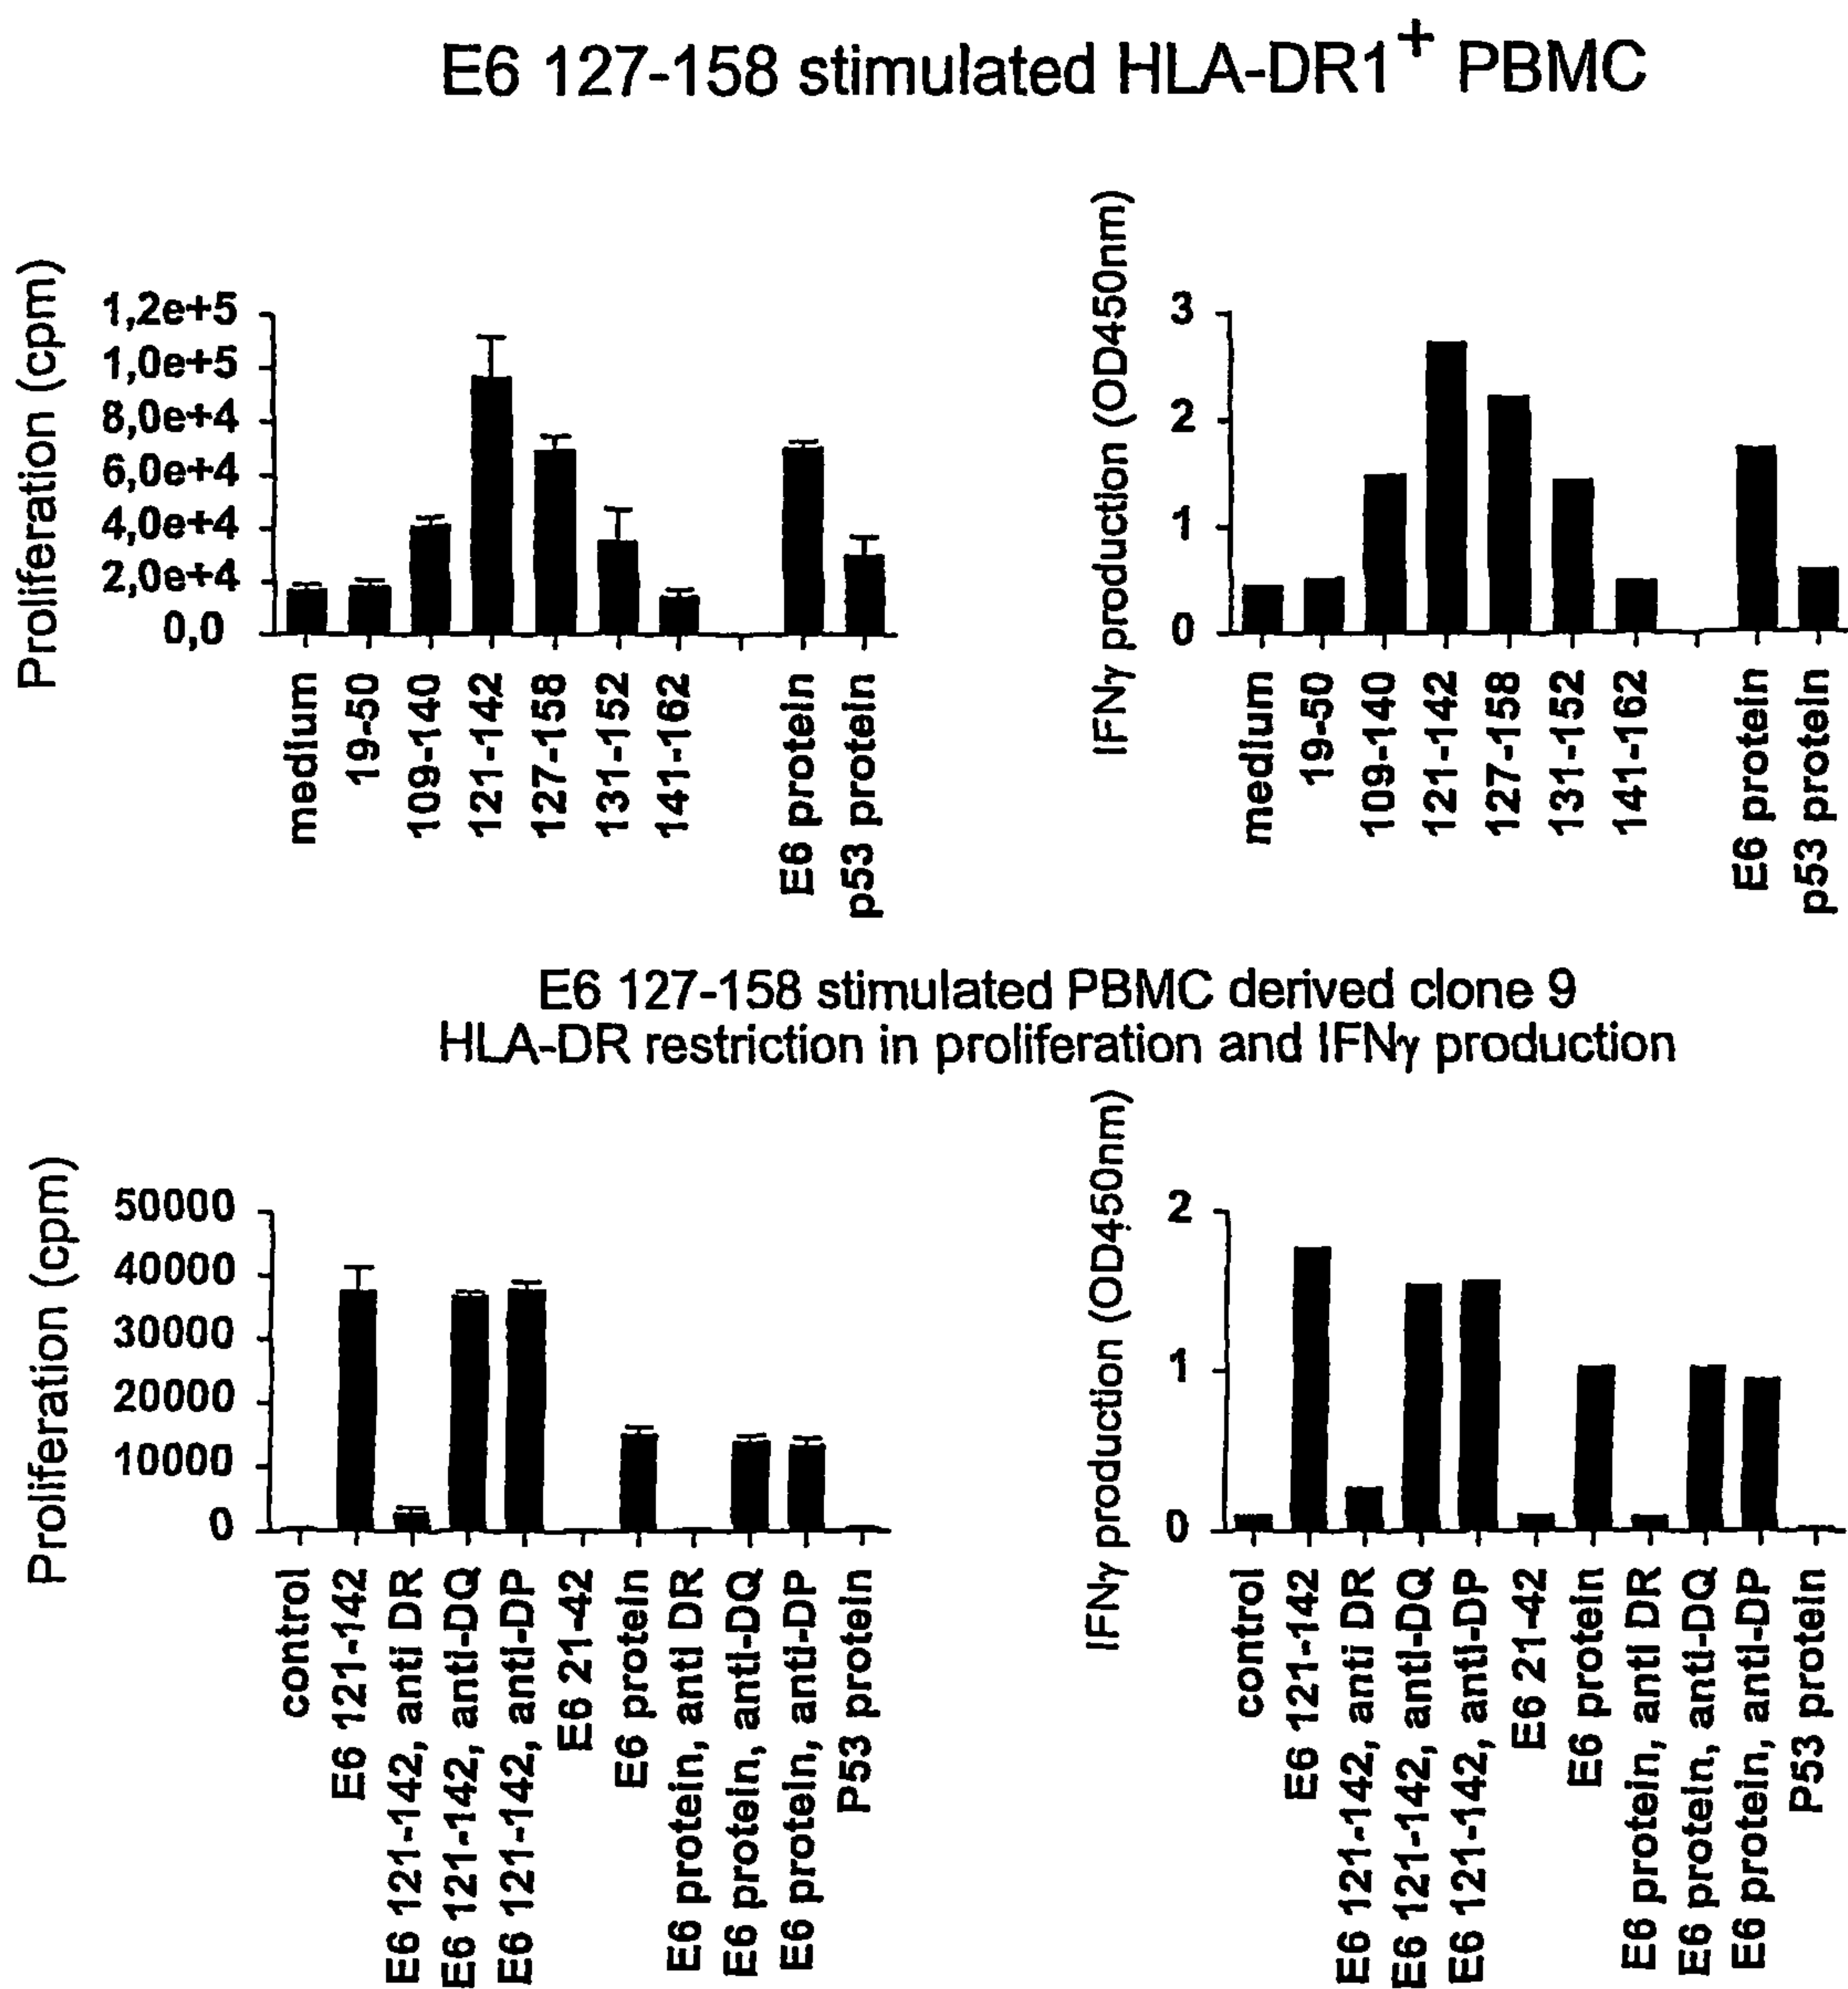 E6 127-158 stimulated HLA-DR1+ PBMC
Proliferation (cpm)
1,2e+5
1,0e+5
8,0e+4
6,0e+4
4,0e+4
2,0e+4
0,0
medium
19-50
109-140
121-142
127-158
131-152
141-162
E6 protein
p53 protein
IFNγ production (OD450nm)
3
2
1
0
medium
19-50
109-140
121-142
127-158
131-152
141-162
E6 protein
p53 protein
E6 127-158 stimulated PBMC derived clone 9
HLA-DR restriction in proliferation and IFNγ production
Proliferation (cpm)
50000
40000
30000
20000
10000
0
control
E6 121-142
E6 121-142, anti DR
E6 121-142, anti-DQ
E6 121-142, anti-DP
E6 21-42
E6 protein
E6 protein, anti DR
E6 protein, anti-DQ
E6 protein, anti-DP
P53 protein
IFNγ production (OD450nm)
2
1
0
control
E6 121-142
E6 121-142, anti DR
E6 121-142, anti-DQ
E6 121-142, anti-DP
E6 21-42
E6 protein
E6 protein, anti DR
E6 protein, anti-DQ
E6 protein, anti-DP
P53 protein